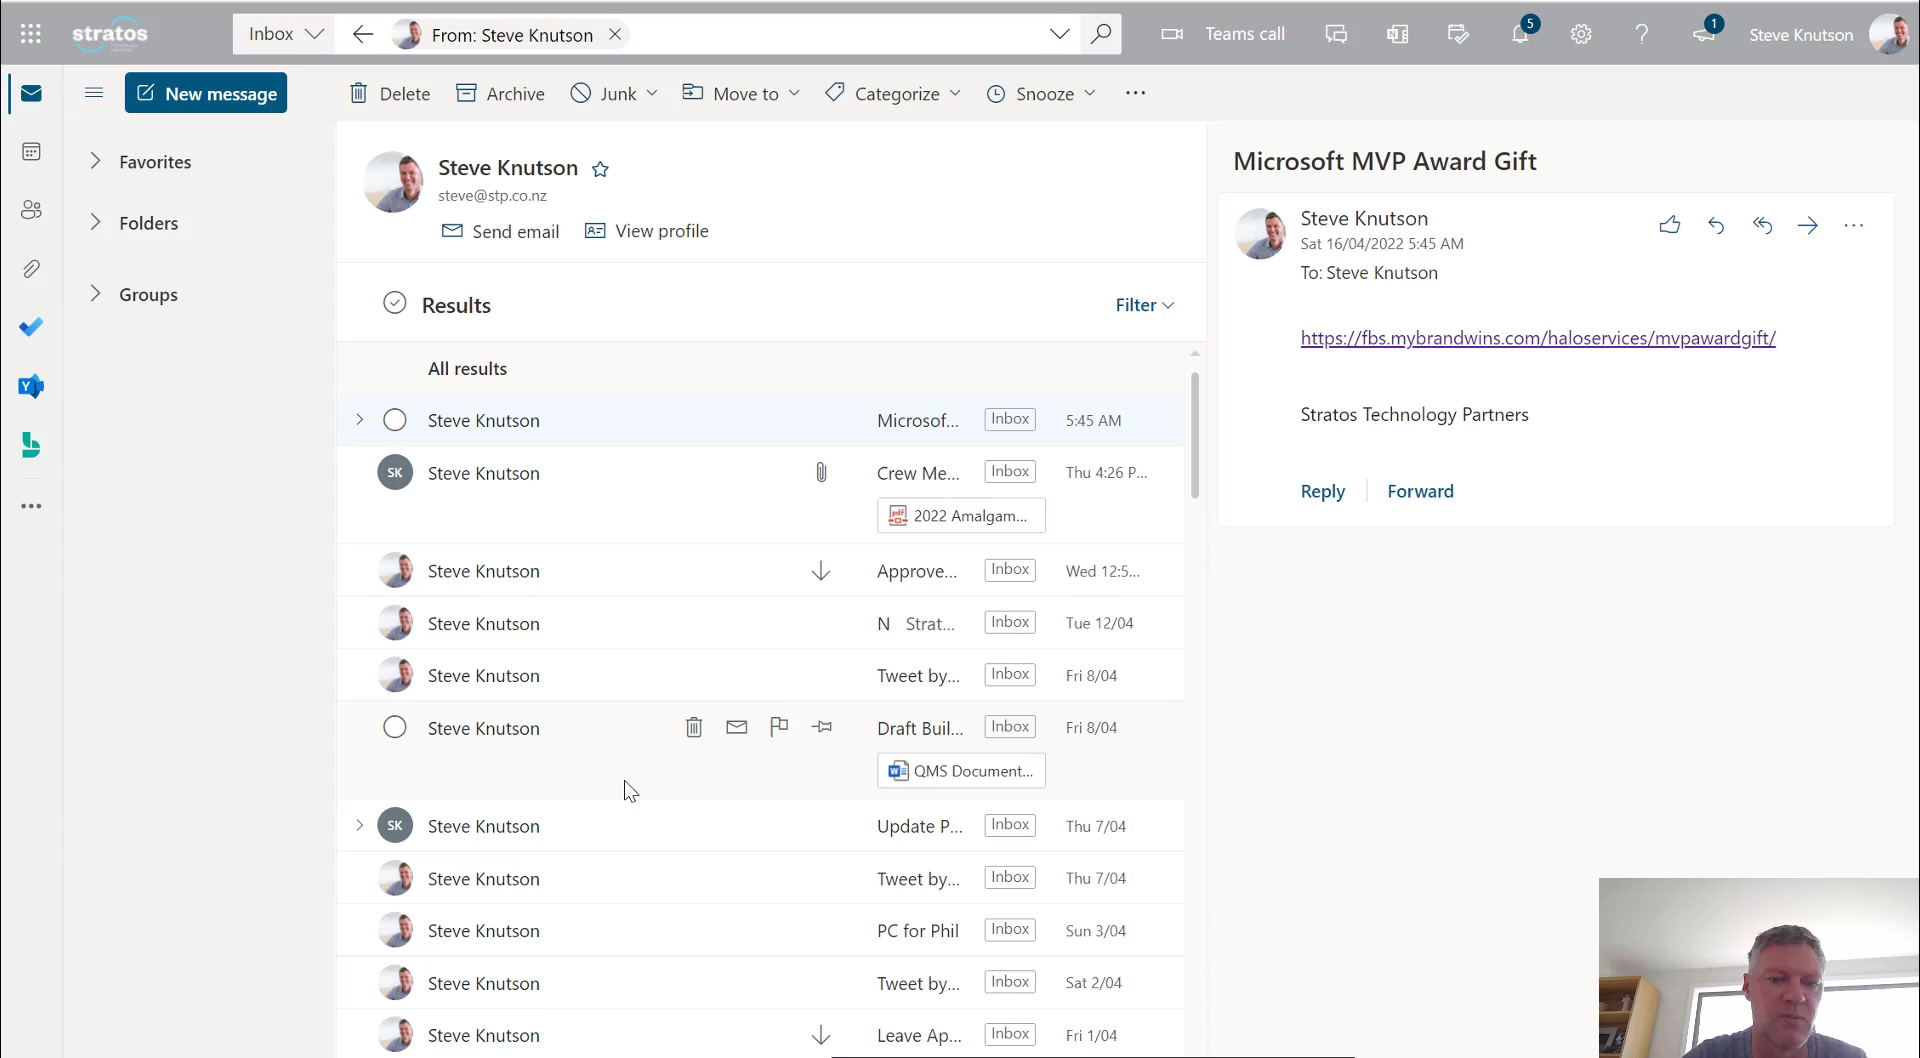 stratos
Inbox
From: Steve Knutson
Teams call
5
1
Steve Knutson
New message
Delete
Archive
Junk
Move to
Categorize
Snooze
Favorites
Folders
Groups
Steve Knutson
steve@stp.co.nz
Send email
View profile
Results
Filter
All results
Steve Knutson
Microsof...
Inbox
5:45 AM
SK
Steve Knutson
Crew Me...
Inbox
Thu 4:26 P...
pdf
2022 Amalgam...
Steve Knutson
Approve...
Inbox
Wed 12:5...
Steve Knutson
N Strat...
Inbox
Tue 12/04
Steve Knutson
Tweet by...
Inbox
Fri 8/04
Steve Knutson
Draft Buil...
Inbox
Fri 8/04
QMS Document...
SK
Steve Knutson
Update P...
Inbox
Thu 7/04
Steve Knutson
Tweet by...
Inbox
Thu 7/04
Steve Knutson
PC for Phil
Inbox
Sun 3/04
Steve Knutson
Tweet by...
Inbox
Sat 2/04
Steve Knutson
Leave Ap...
Inbox
Fri 1/04
Microsoft MVP Award Gift
Steve Knutson
Sat 16/04/2022 5:45 AM
To: Steve Knutson
https://fbs.mybrandwins.com/haloservices/mvpawardgift/
Stratos Technology Partners
Reply
Forward